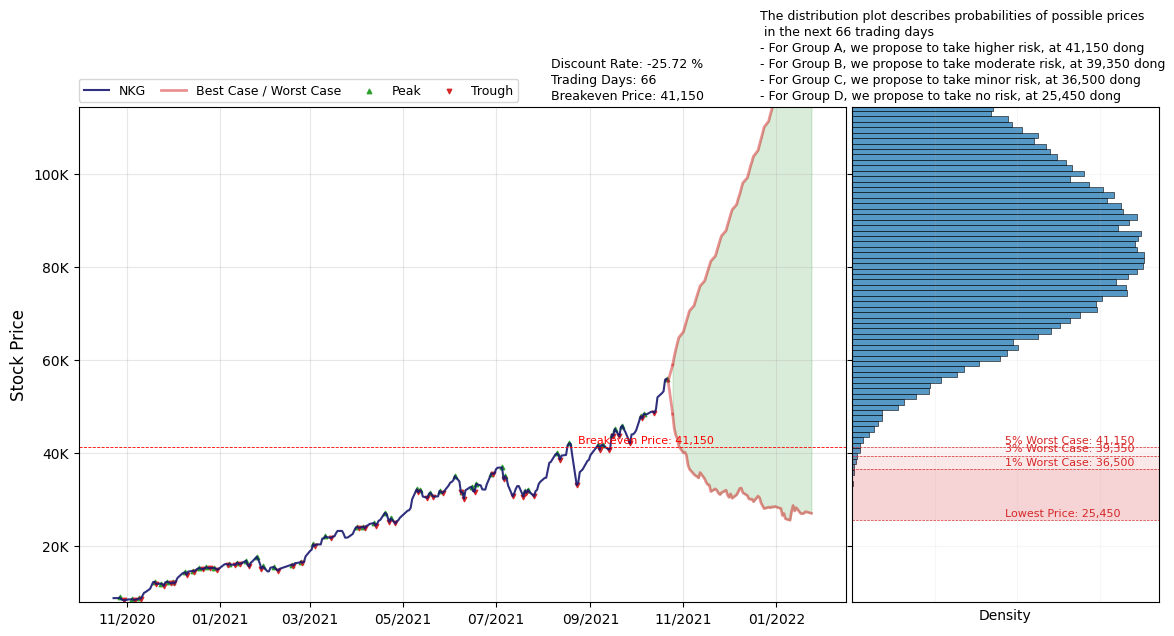 The distribution plot describes probabilities of possible prices
in the next 66 trading days
- For Group A, we propose to take higher risk, at 41,150 dong
- For Group B, we propose to take moderate risk, at 39,350 dong
- For Group C, we propose to take minor risk, at 36,500 dong
- For Group D, we propose to take no risk, at 25,450 dong
Discount Rate: -25.72 %
Trading Days: 66
Breakeven Price: 41,150
NKG
Best Case / Worst Case
Peak
Trough
Stock Price
100K
80K
60K
40K
20K
Breakeven Price: 41,150
5% Worst Case: 41,150
3% Worst Case: 39,350
1% Worst Case: 36,500
Lowest Price: 25,450
11/2020
01/2021
03/2021
05/2021
07/2021
09/2021
11/2021
01/2022
Density